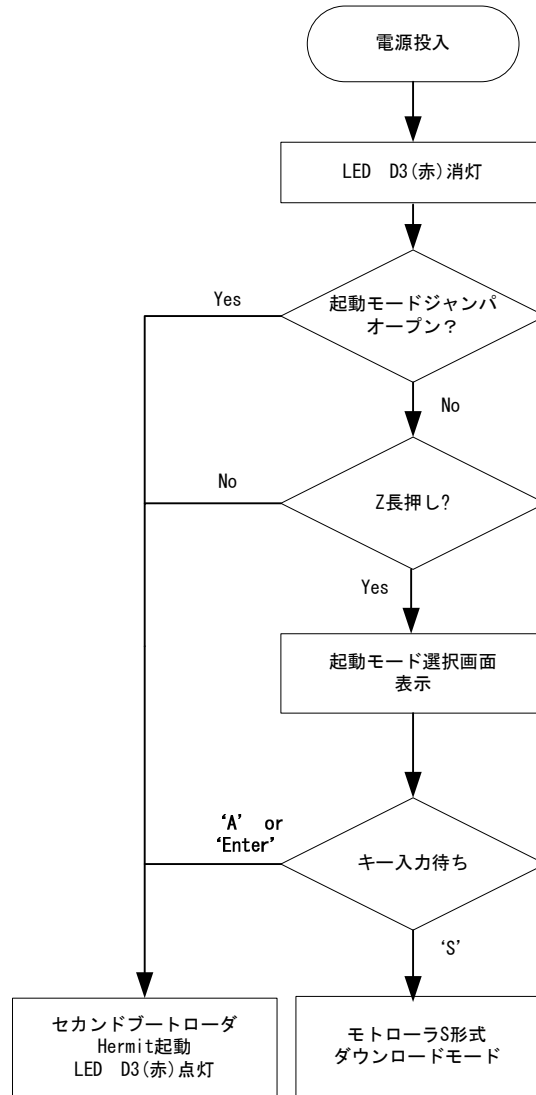 電源投入
LED D3(赤)消灯
起動モードジャンパ
オープン?
Yes
No
Z長押し?
No
Yes
起動モード選択画面
表示
‘A’ or
‘Enter’
キー入力待ち
‘S’
セカンドブートローダ
Hermit起動
LED D3(赤)点灯
モトローラS形式
ダウンロードモード